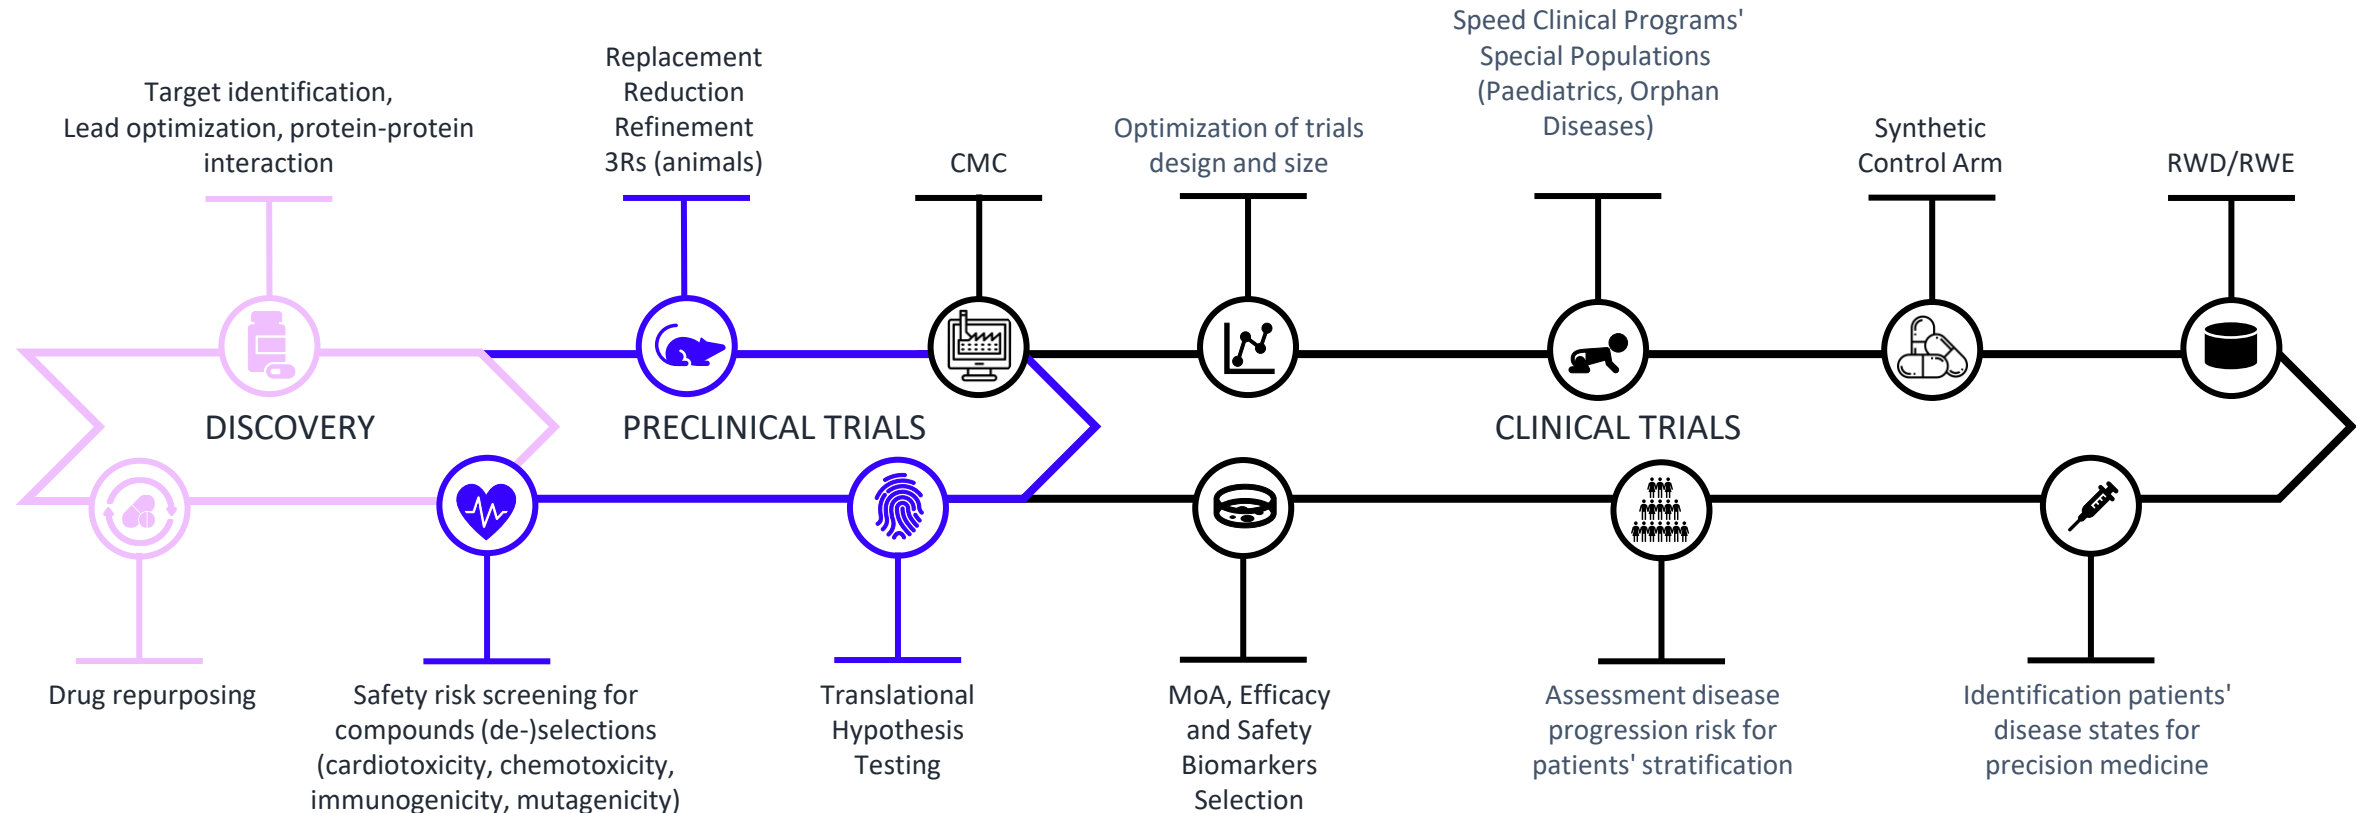 Target identification,
Lead optimization, protein-protein
interaction
Replacement
Reduction
Refinement
3Rs (animals)
CMC
Optimization of trials
design and size
Speed Clinical Programs'
Special Populations
(Paediatrics, Orphan
Diseases)
Synthetic
Control Arm
RWD/RWE
DISCOVERY
PRECLINICAL TRIALS
CLINICAL TRIALS
Drug repurposing
Safety risk screening for
compounds (de-)selections
(cardiotoxicity, chemotoxicity,
immunogenicity, mutagenicity)
Translational
Hypothesis
Testing
MoA, Efficacy
and Safety
Biomarkers
Selection
Assessment disease
progression risk for
patients' stratification
Identification patients'
disease states for
precision medicine